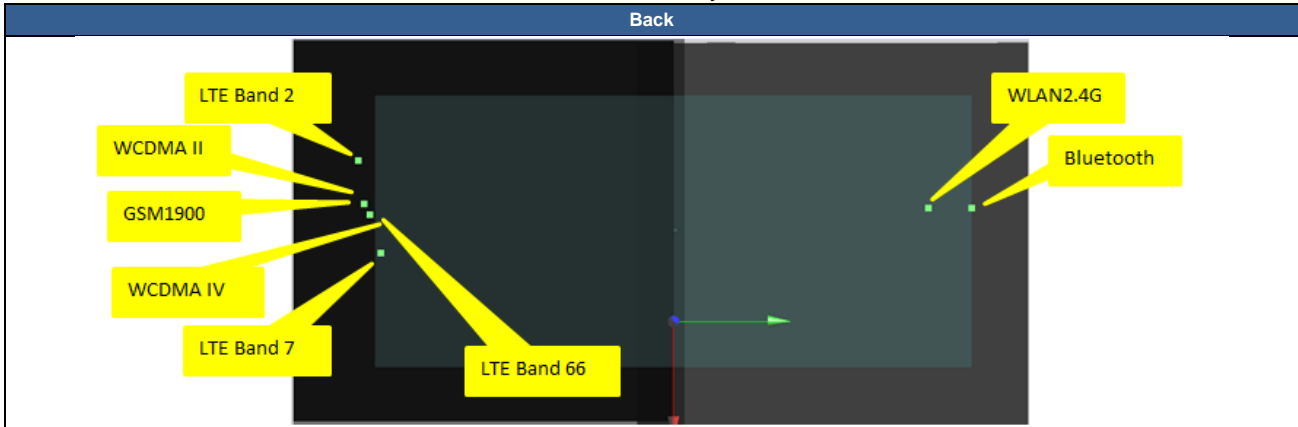 Back
LTE Band 2
WLAN2.4G
WCDMA II
Bluetooth
GSM1900
WCDMA IV
LTE Band 7
LTE Band 66